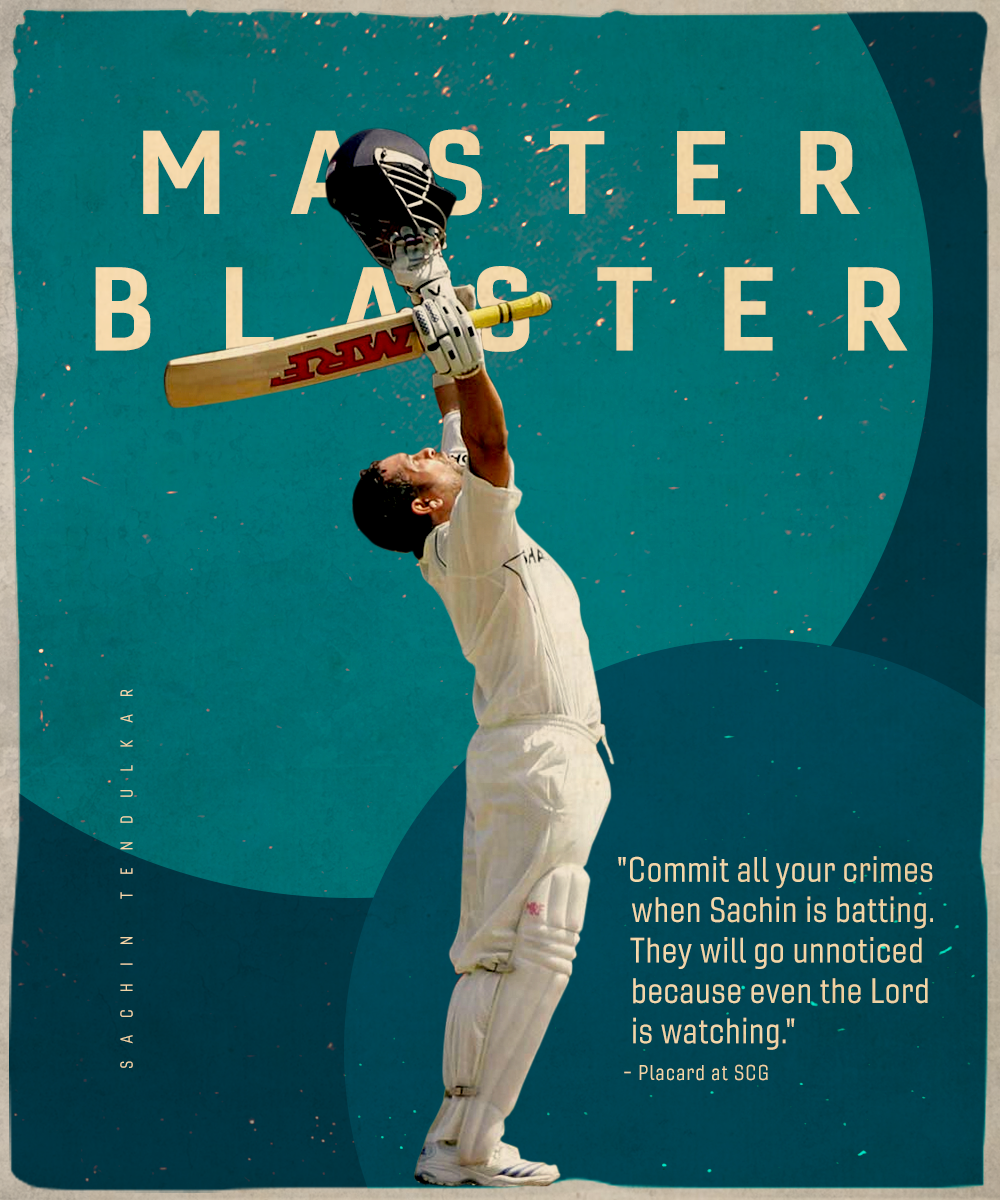 MASTER
BLASTER
MRF
SAHA
SACHIN TENDULKAR
"Commit all your crimes
when Sachin is batting.
They will go unnoticed
because even the Lord
is watching."
- Placard at SCG